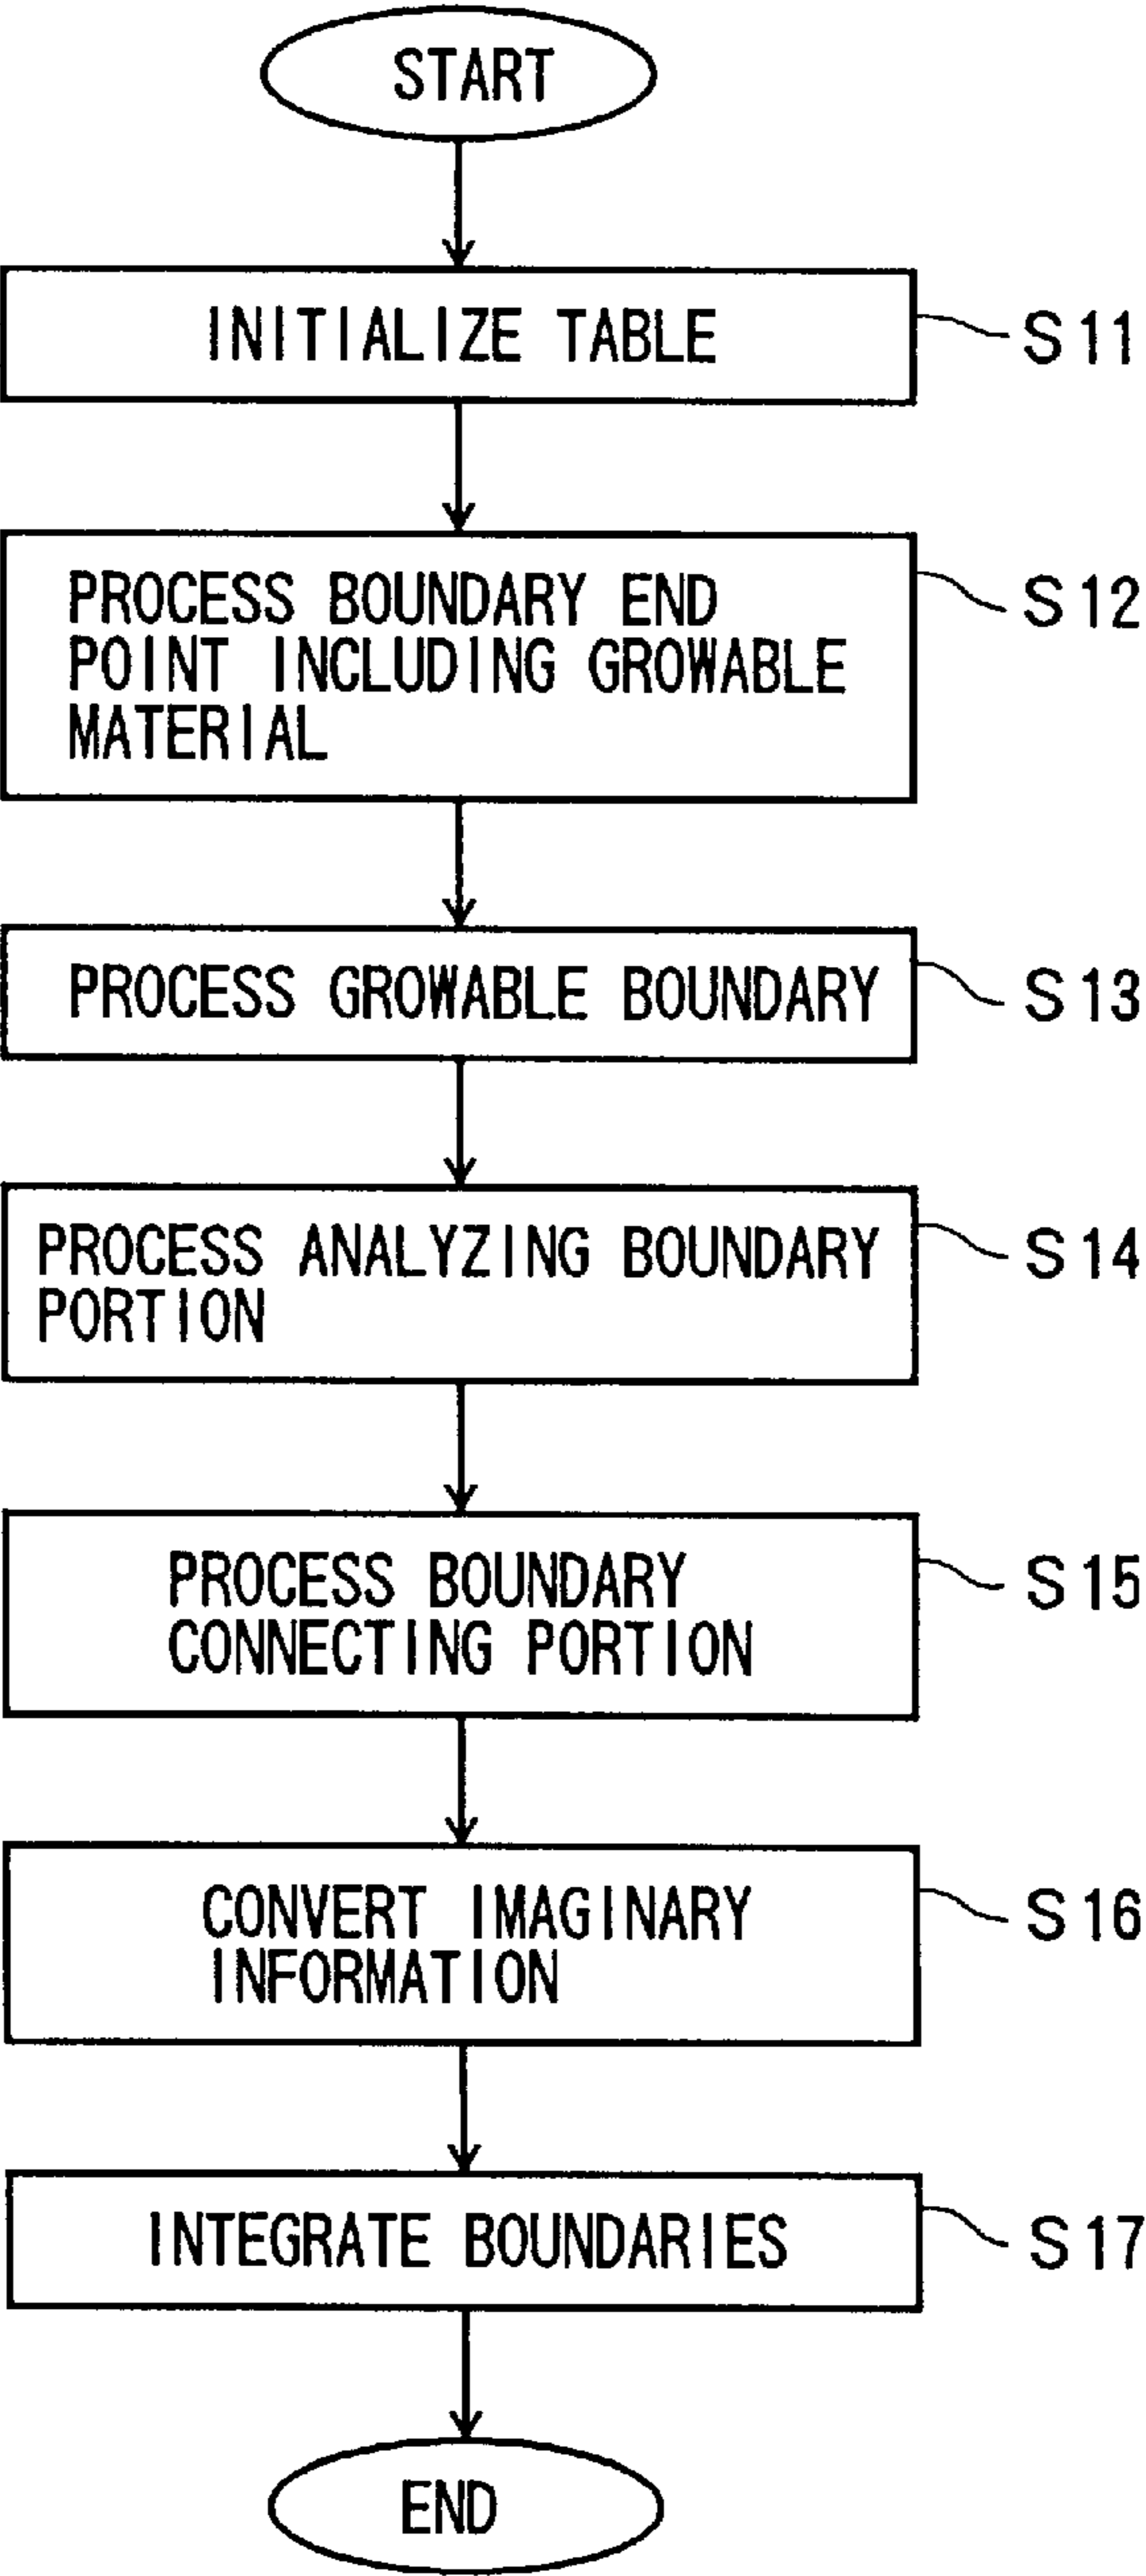 START
INITIALIZE TABLE
S11
PROCESS BOUNDARY END
POINT INCLUDING GROWABLE
MATERIAL
S12
PROCESS GROWABLE BOUNDARY
S13
PROCESS ANALYZING BOUNDARY
PORTION
S14
PROCESS BOUNDARY
CONNECTING PORTION
S15
CONVERT IMAGINARY
INFORMATION
S16
INTEGRATE BOUNDARIES
S17
END